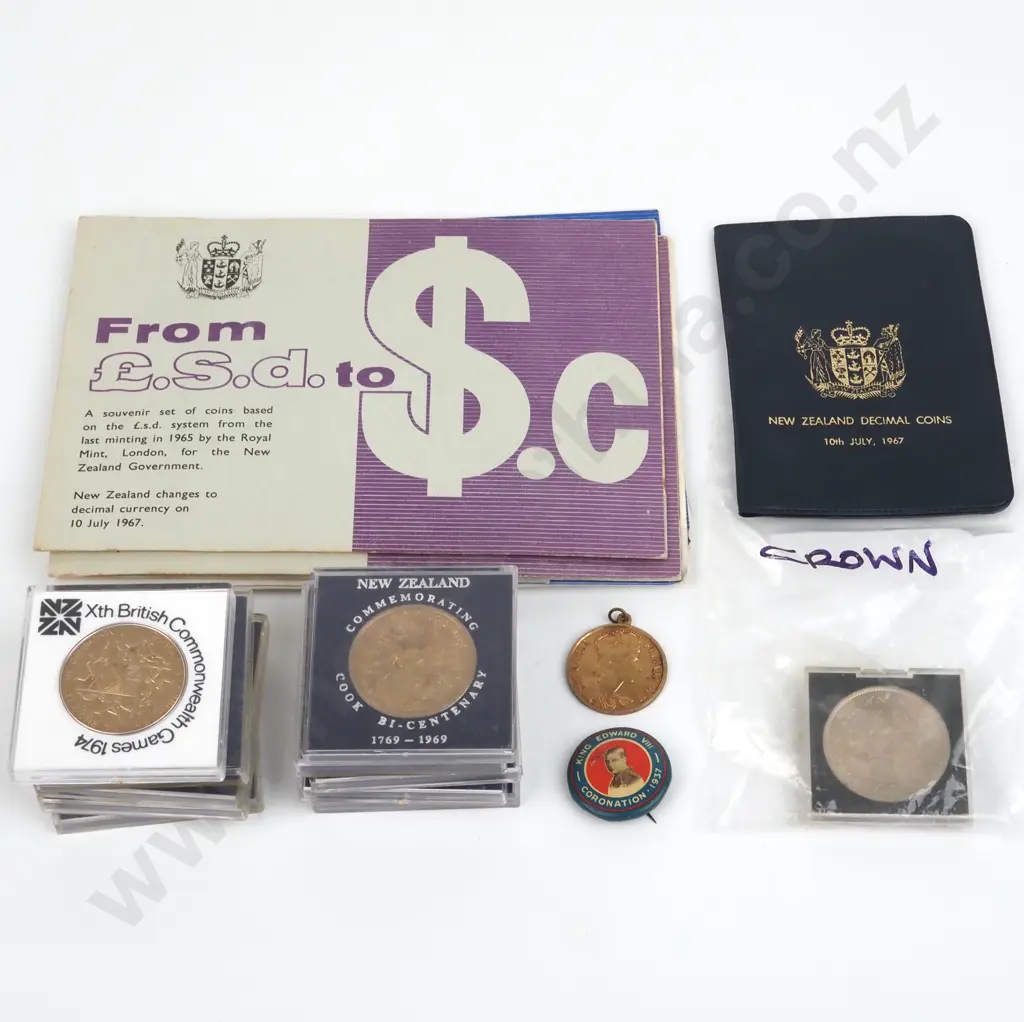 From
£.s.d. to $.c
A souvenir set of coins based
on the £.s.d. system from the
last minting in 1965 by the Royal
Mint, London, for the New
Zealand Government.
New Zealand changes to
decimal currency on
10 July 1967.
NEW ZEALAND DECIMAL COINS
10th JULY, 1967
CROWN
Xth British Commonwealth Games 1974
NEW ZEALAND
COMMEMORATING
COOK BI-CENTENARY
1769 – 1969
KING EDWARD VIII
CORONATION · 1937